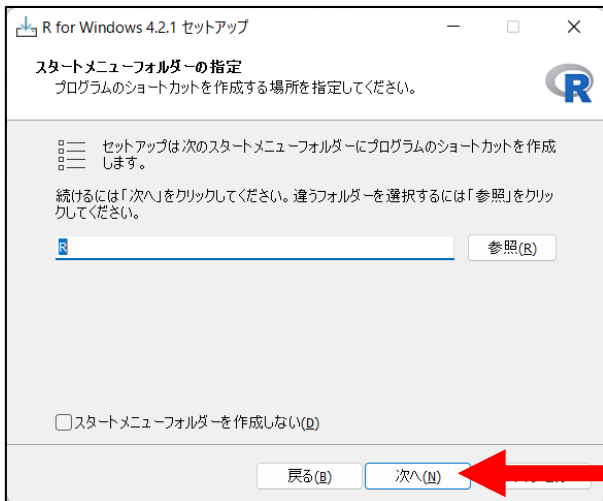 R for Windows 4.2.1 セットアップ
スタートメニューフォルダーの指定
プログラムのショートカットを作成する場所を指定してください。
R
セットアップは次のスタートメニューフォルダーにプログラムのショートカットを作成
します。
続けるには「次へ」をクリックしてください。違うフォルダーを選択するには「参照」をクリッ
クしてください。
R
参照(R)
スタートメニューフォルダーを作成しない(D)
戻る(B)
次へ(N)